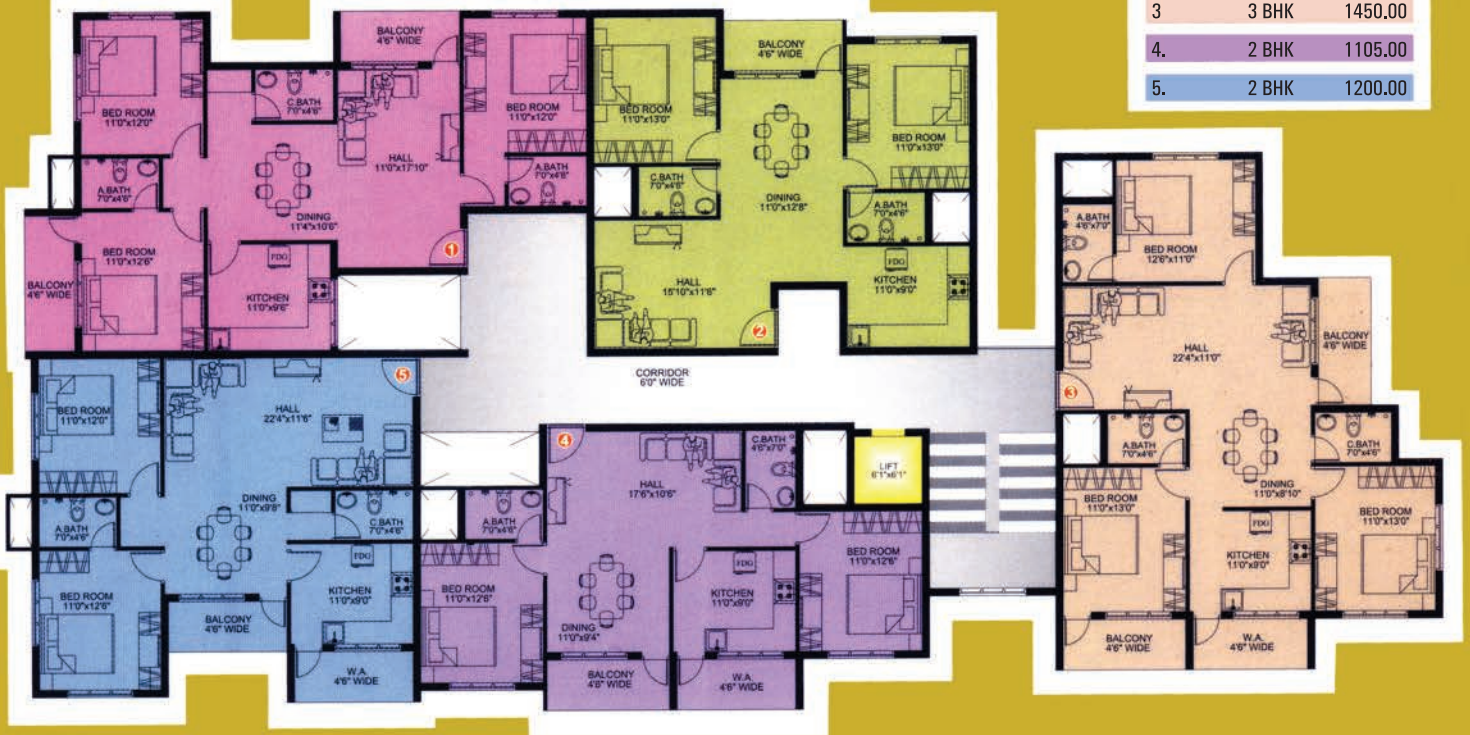 3 3 BHK 1450.00
4. 2 BHK 1105.00
5. 2 BHK 1200.00
BED ROOM
11'0"x12'0"
C.BATH
7'0"x4'6"
BALCONY
4'6" WIDE
HALL
11'0"x17'10"
BED ROOM
11'0"x12'0"
A.BATH
7'0"x4'6"
A.BATH
7'0"x4'6"
DINING
11'4"x10'6"
BED ROOM
11'0"x12'6"
BALCONY
4'6" WIDE
FDG
KITCHEN
11'0"x9'6"
1
BED ROOM
11'0"x13'0"
BALCONY
4'6" WIDE
BED ROOM
11'0"x13'0"
C.BATH
7'0"x4'6"
DINING
11'0"x12'8"
A.BATH
7'0"x4'6"
HALL
15'10"x11'6"
FDG
KITCHEN
11'0"x9'0"
2
CORRIDOR
6'0" WIDE
A.BATH
4'6"x7'0"
BED ROOM
12'6"x11'0"
HALL
22'4"x11'0"
BALCONY
4'6" WIDE
3
A.BATH
7'0"x4'6"
C.BATH
7'0"x4'6"
DINING
11'0"x8'10"
BED ROOM
11'0"x13'0"
FDG
KITCHEN
11'0"x9'0"
BED ROOM
11'0"x13'0"
BALCONY
4'6" WIDE
W.A.
4'6" WIDE
5
BED ROOM
11'0"x12'0"
HALL
22'4"x11'6"
A.BATH
7'0"x4'6"
DINING
11'0"x9'8"
C.BATH
7'0"x4'6"
BED ROOM
11'0"x12'6"
FDG
KITCHEN
11'0"x9'0"
BALCONY
4'6" WIDE
W.A.
4'6" WIDE
4
HALL
17'6"x10'6"
C.BATH
4'6"x7'0"
LIFT
6'1"x6'1"
A.BATH
7'0"x4'6"
BED ROOM
11'0"x12'6"
DINING
11'0"x9'4"
FDG
KITCHEN
11'0"x9'0"
BED ROOM
11'0"x12'6"
BALCONY
4'6" WIDE
W.A.
4'6" WIDE